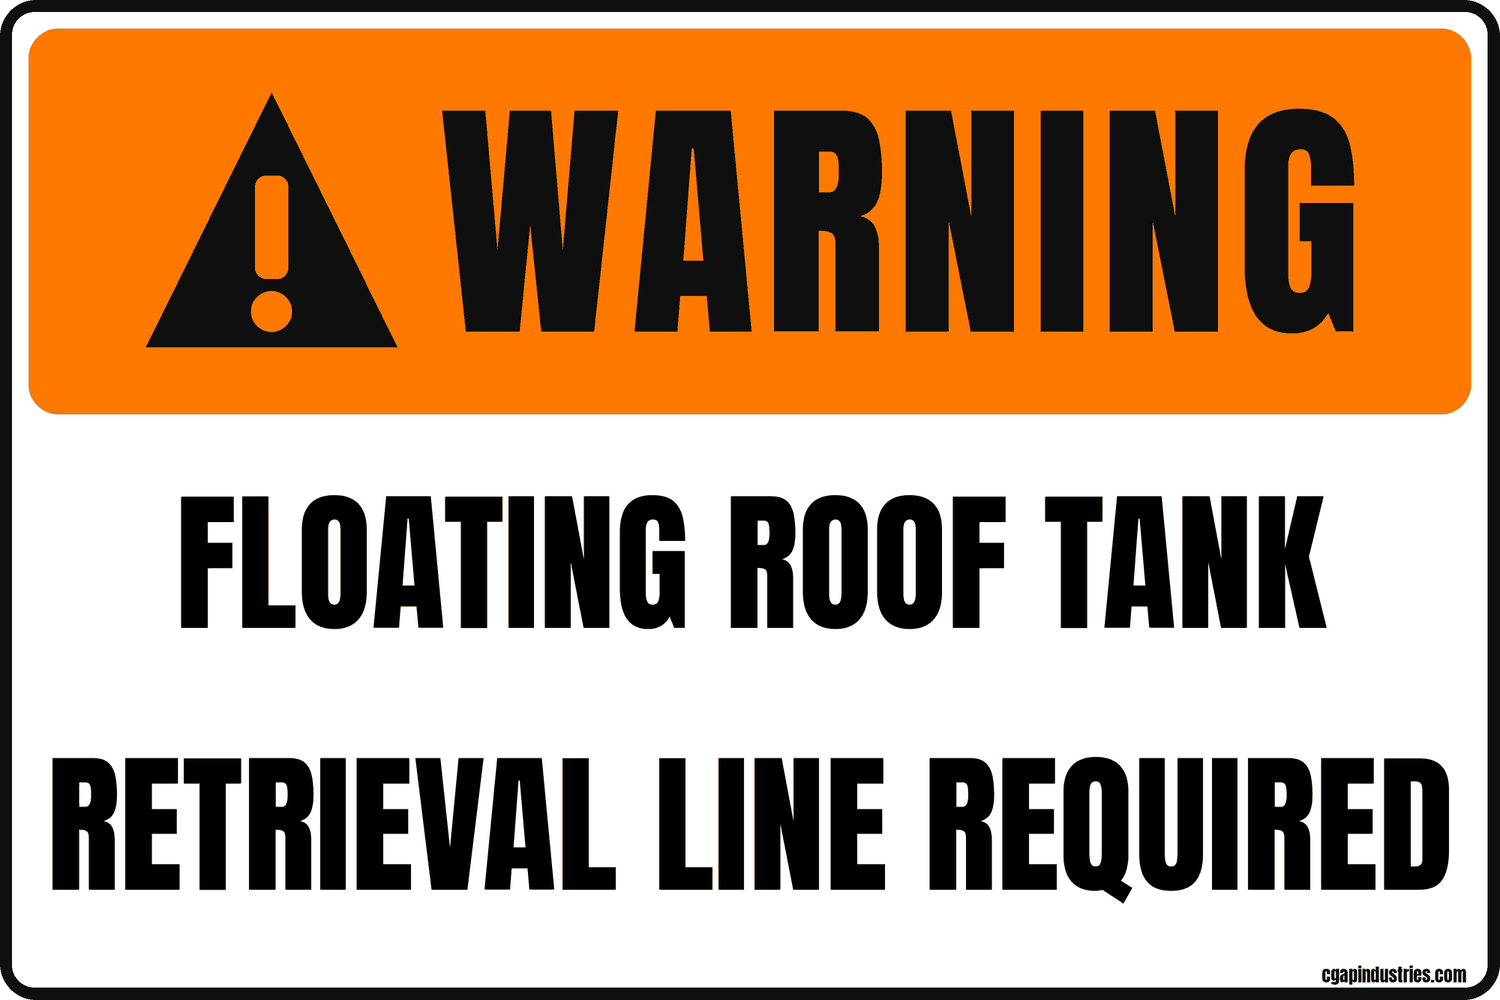 WARNING
FLOATING ROOF TANK
RETRIEVAL LINE REQUIRED
cgapindustries.com